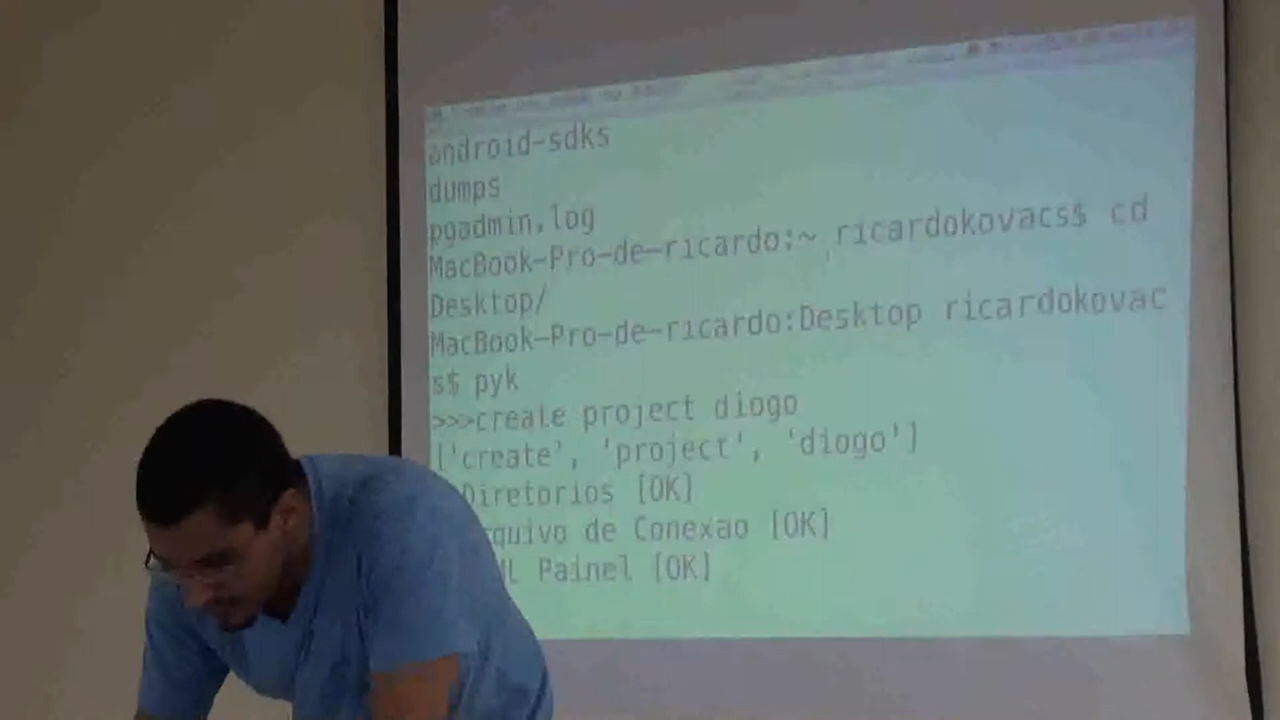 android-sdks
dumps
pgadmin.log
MacBook-Pro-de-ricardo:~ ricardokovacs$ cd
Desktop/
MacBook-Pro-de-ricardo:Desktop ricardokovac
s$ pyk
>>>create project diogo
['create', 'project', 'diogo']
Diretorios [OK]
quivo de Conexao [OK]
L Painel [OK]